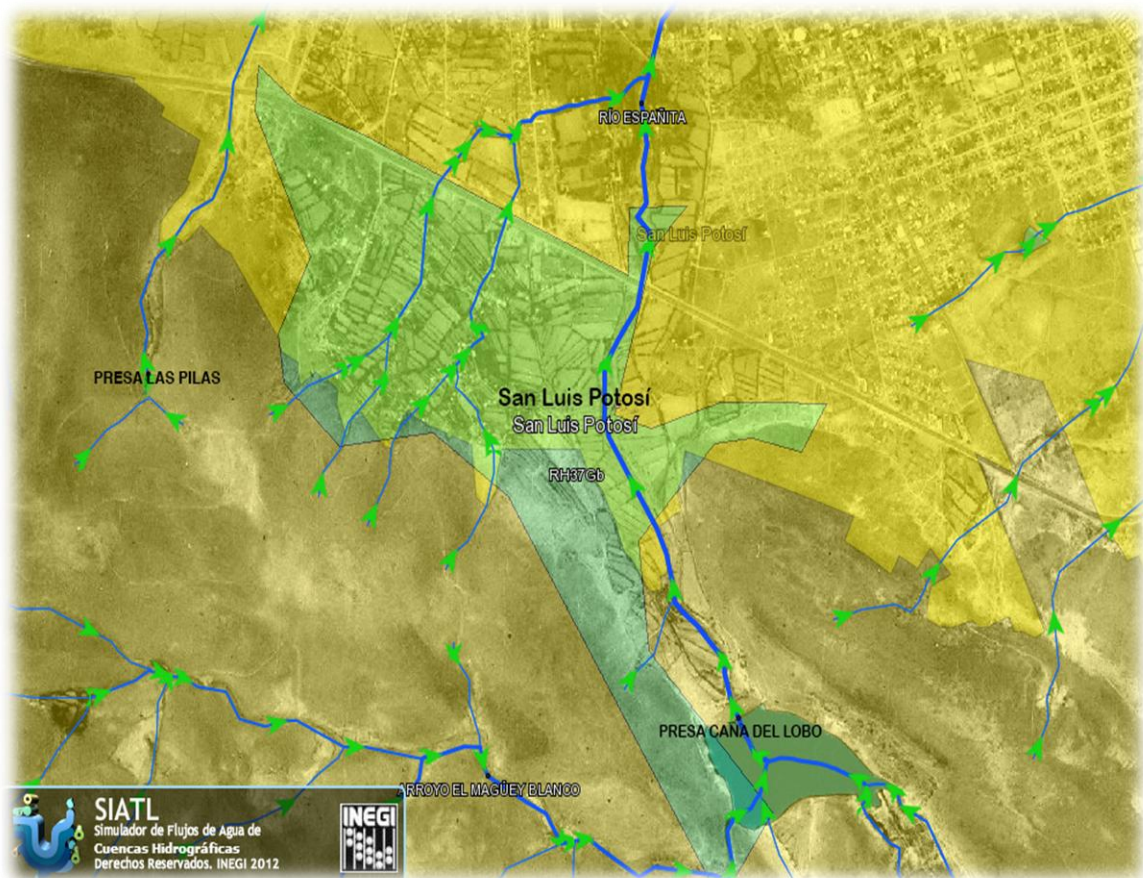 RÍO ESPAÑITA
San Luis Potosí
PRESA LAS PILAS
San Luis Potosí
San Luis Potosí
RH37Gb
PRESA CAÑA DEL LOBO
ARROYO EL MAGÜEY BLANCO
SIATL
Simulador de Flujos de Agua de
Cuencas Hidrográficas
Derechos Reservados. INEGI 2012
INEGI